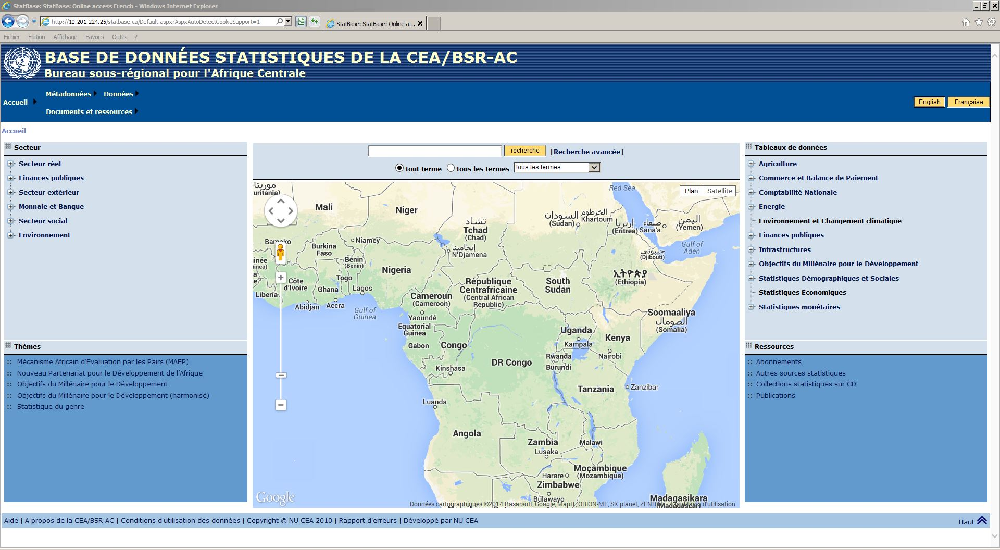 StatBase: StatBase: Online access French - Windows Internet Explorer
http://10.201.224.25/statbase.ca/Default.aspx?AspxAutoDetectCookieSupport=1
StatBase: StatBase: Online a...
Fichier Edition Affichage Favoris Outils ?
BASE DE DONNÉES STATISTIQUES DE LA CEA/BSR-AC
Bureau sous-régional pour l'Afrique Centrale
Accueil
Métadonnées Données
Documents et ressources
English Française
Accueil
Secteur
Secteur réel
Finances publiques
Secteur extérieur
Monnaie et Banque
Secteur social
Environnement
Thèmes
Mécanisme Africain d’Evaluation par les Pairs (MAEP)
Nouveau Partenariat pour le Développement de l’Afrique
Objectifs du Millénaire pour le Développement
Objectifs du Millénaire pour le Développement (harmonisé)
Statistique du genre
recherche [Recherche avancée]
tout terme tous les termes tous les termes
Plan Satellite
Red Sea
Mali
Niger
تشاد
Tchad
(Chad)
السودان
(Sudan)
الخرطوم
Khartoum
إرتريا
(Eritrea)
صنعاء
Sana'a
اليمن
(Yemen)
Gulf of
Aden
Bamako
Burkina
Faso
Niamey
إنجامينا
N'Djamena
جيبوتي
(Djibouti)
Bénin
(Benin)
Nigeria
Togo
Côte
d'Ivoire
Ghana
Lagos
Liberia
Abidjan
Accra
Gulf of
Guinea
République
Centrafricaine
(Central African
Republic)
South
Sudan
ኢትዮጵያ
(Ethiopia)
Cameroun
(Cameroon)
Yaoundé
Equatorial
Guinea
Gabon
Congo
Soomaaliya
الصومال
(Somalia)
Uganda
Kampala
Kenya
Nairobi
Rwanda
Burundi
DR Congo
Kinshasa
Tanzania
Zanzibar
Luanda
Angola
Zambia
Lusaka
Malawi
Moçambique
(Mozambique)
Harare
Zimbabwe
Bulawayo
Madagasikara
(Madagascar)
Google
Données cartographiques ©2014 Basarsoft, Google, MapIT, ORION-ME, SK planet, ZENRIN Conditions d'utilisation
Tableaux de données
Agriculture
Commerce et Balance de Paiement
Comptabilité Nationale
Energie
Environnement et Changement climatique
Finances publiques
Infrastructures
Objectifs du Millénaire pour le Développement
Statistiques Démographiques et Sociales
Statistiques Economiques
Statistiques monétaires
Ressources
Abonnements
Autres sources statistiques
Collections statistiques sur CD
Publications
Aide | A propos de la CEA/BSR-AC | Conditions d'utilisation des données | Copyright © NU CEA 2010 | Rapport d’erreurs | Développé par NU CEA
Haut